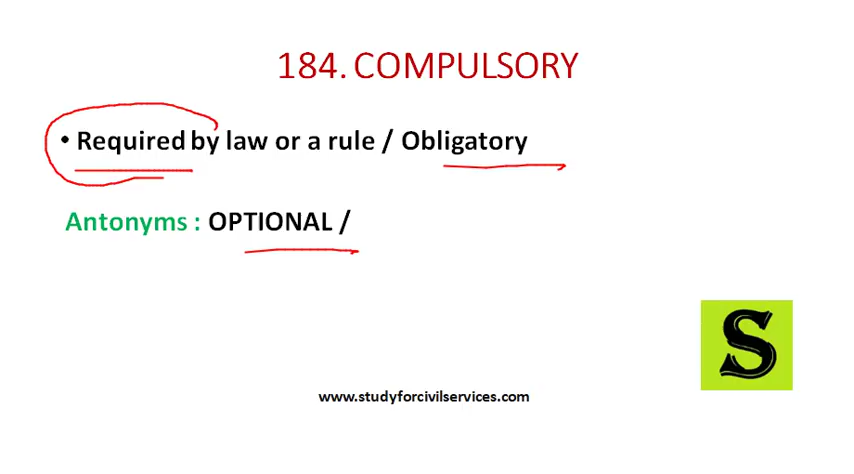 184. COMPULSORY
• Required by law or a rule / Obligatory
Antonyms : OPTIONAL /
S
www.studyforcivilservices.com